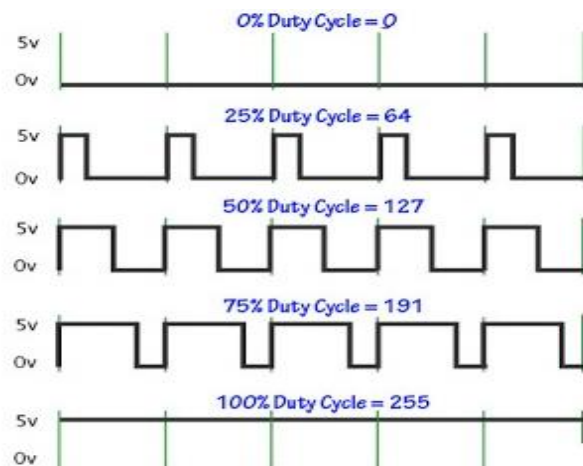 0% Duty Cycle = 0
5v
0v
25% Duty Cycle = 64
5v
0v
50% Duty Cycle = 127
5v
0v
75% Duty Cycle = 191
5v
0v
100% Duty Cycle = 255
5v
0v